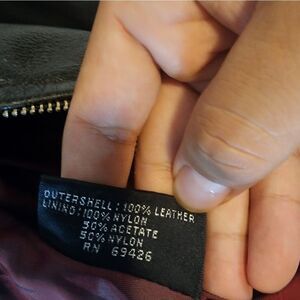 OUTERSHELL: 100% LEATHER
LINING: 100% NYLON
50% ACETATE
50% NYLON
RN 69426